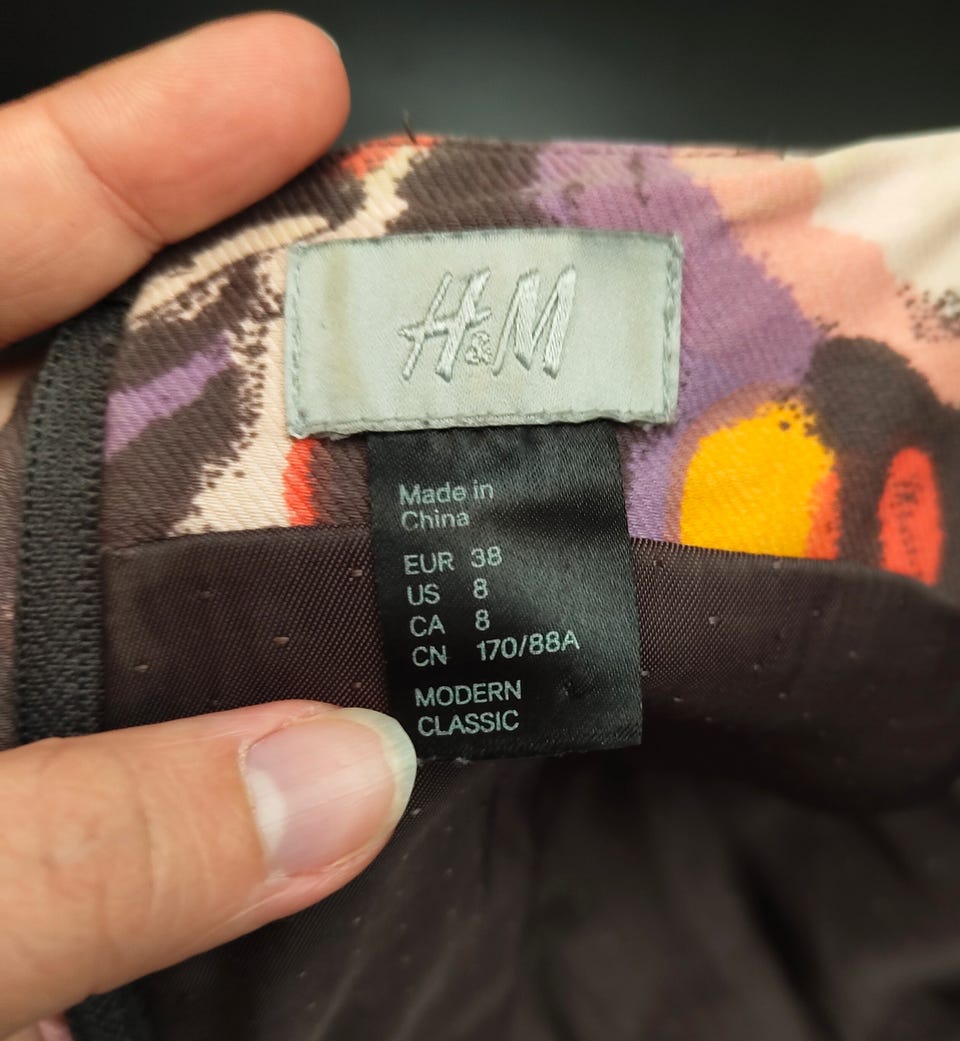 H&M
Made in
China
EUR 38
US 8
CA 8
CN 170/88A
MODERN
CLASSIC